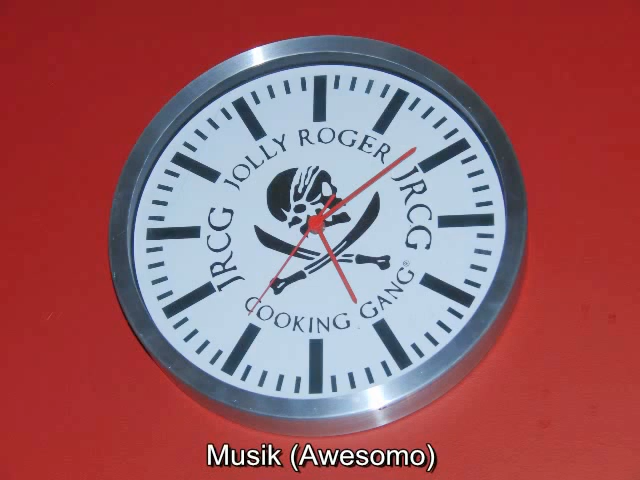 JOLLY ROGER
JRCG
JRCG
COOKING GANG®
Musik (Awesomo)